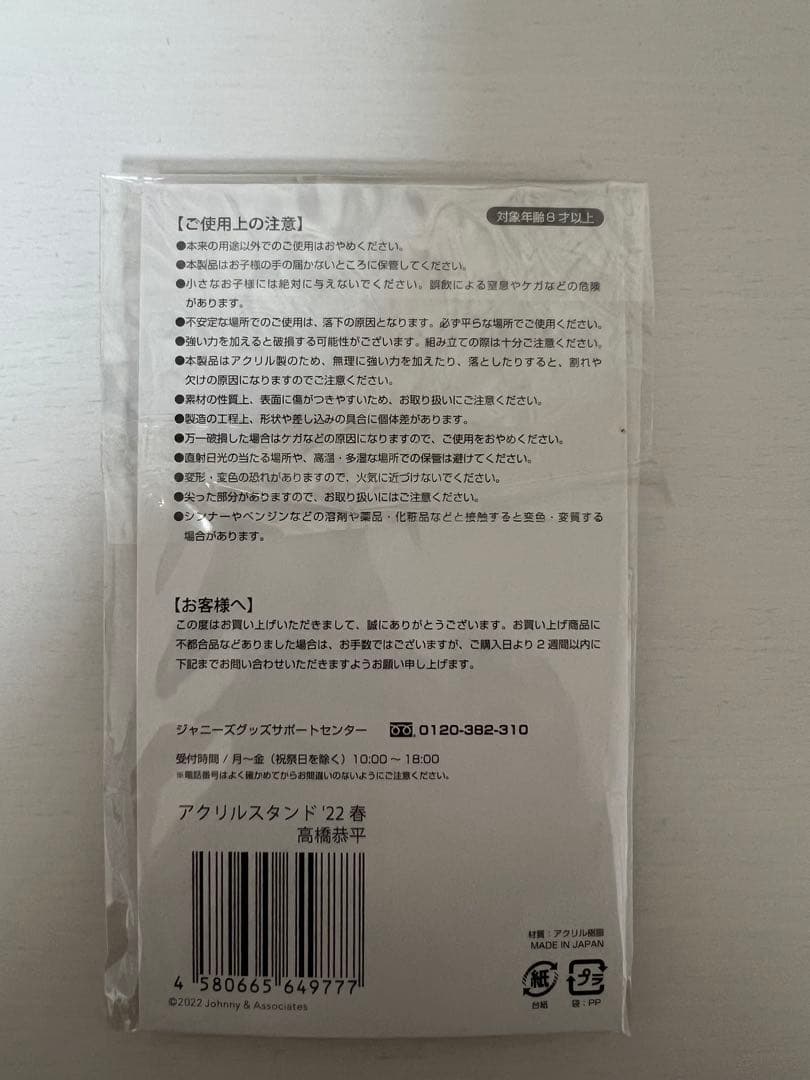 対象年齢8才以上
【ご使用上の注意】
●本来の用途以外でのご使用はおやめください。
●本製品はお子様の手の届かないところに保管してください。
●小さなお子様には絶対に与えないでください。誤飲による窒息やケガなどの危険
があります。
●不安定な場所でのご使用は、落下の原因となります。必ず平らな場所でご使用ください。
●強い力を加えると破損する可能性がございます。組み立ての際は十分ご注意ください。
●本製品はアクリル製のため、無理に強い力を加えたり、落としたりすると、割れや
欠けの原因になりますのでご注意ください。
●素材の性質上、表面に傷がつきやすいため、お取り扱いにご注意ください。
●製造の工程上、形状や差し込みの具合に個体差があります。
●万一破損した場合はケガなどの原因になりますので、ご使用をおやめください。
●直射日光の当たる場所や、高温・多湿な場所での保管は避けてください。
●変形・変色の恐れがありますので、火気に近づけないでください。
●尖った部分がありますので、お取り扱いにはご注意ください。
●シンナーやベンジンなどの溶剤や薬品・化粧品などと接触すると変色・変質する
場合があります。
【お客様へ】
この度はお買い上げいただきまして、誠にありがとうございます。お買い上げ商品に
不都合品などありました場合は、お手数ではございますが、ご購入日より2週間以内に
下記までお問い合わせいただきますようお願い申し上げます。
ジャニーズグッズサポートセンター 0120-382-310
受付時間/月〜金(祝祭日を除く)10:00〜18:00
※電話番号はよく確かめてからお間違いのないようにご注意ください。
アクリルスタンド'22春
高橋恭平
4 580665 649777
©2022 Johnny & Associates
材質:アクリル樹脂
MADE IN JAPAN
紙 プラ
台紙 袋:PP